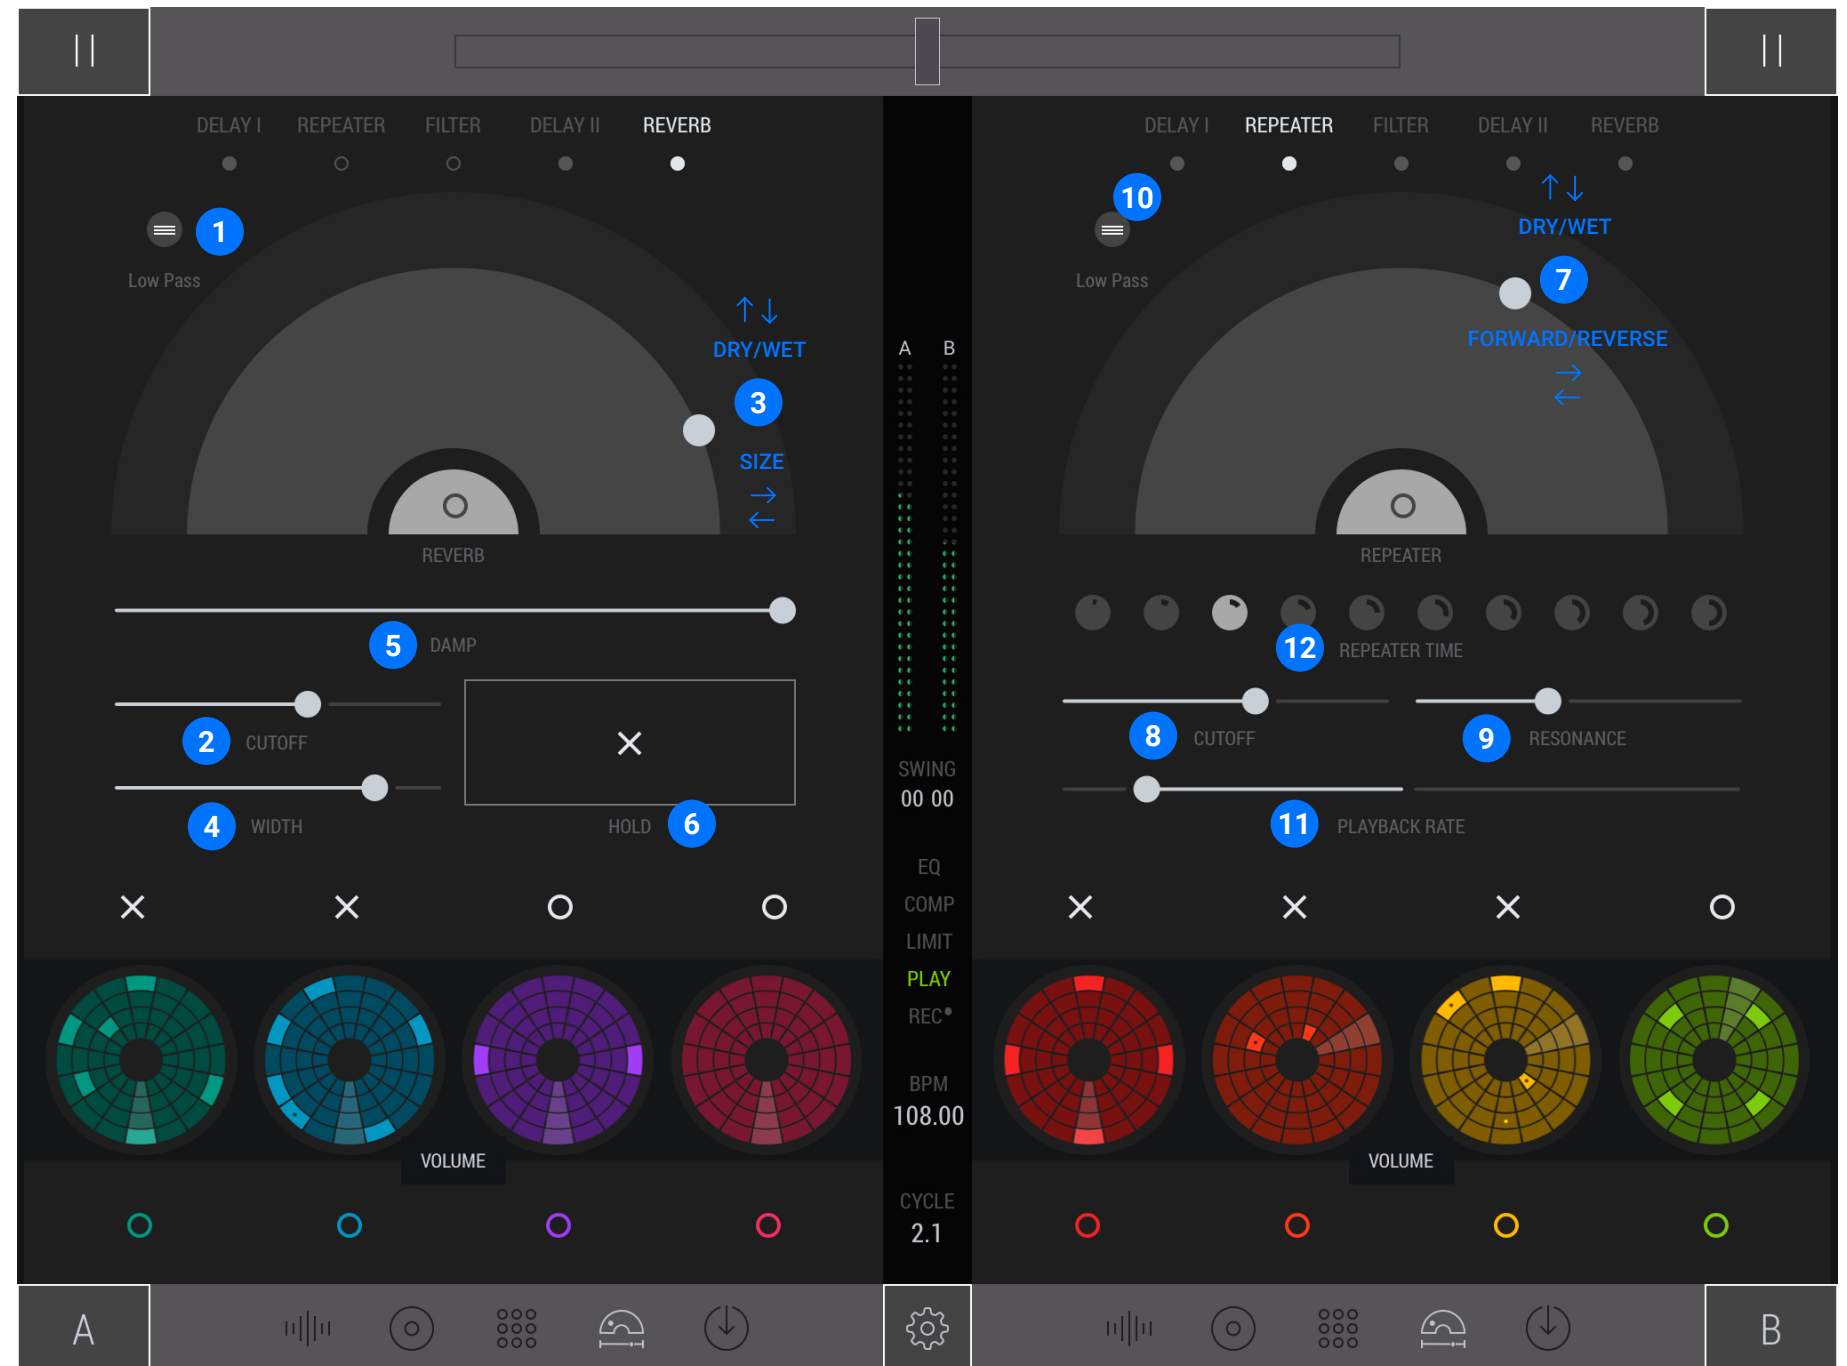 DELAY I REPEATER FILTER DELAY II REVERB
1
Low Pass
DRY/WET
3
SIZE
REVERB
5 DAMP
2 CUTOFF
4 WIDTH
HOLD 6
VOLUME
A
A B
SWING
00 00
EQ
COMP
LIMIT
PLAY
REC
BPM
108.00
CYCLE
2.1
DELAY I REPEATER FILTER DELAY II REVERB
10
Low Pass
DRY/WET
7
FORWARD/REVERSE
REPEATER
12 REPEATER TIME
8 CUTOFF
9 RESONANCE
11 PLAYBACK RATE
VOLUME
B